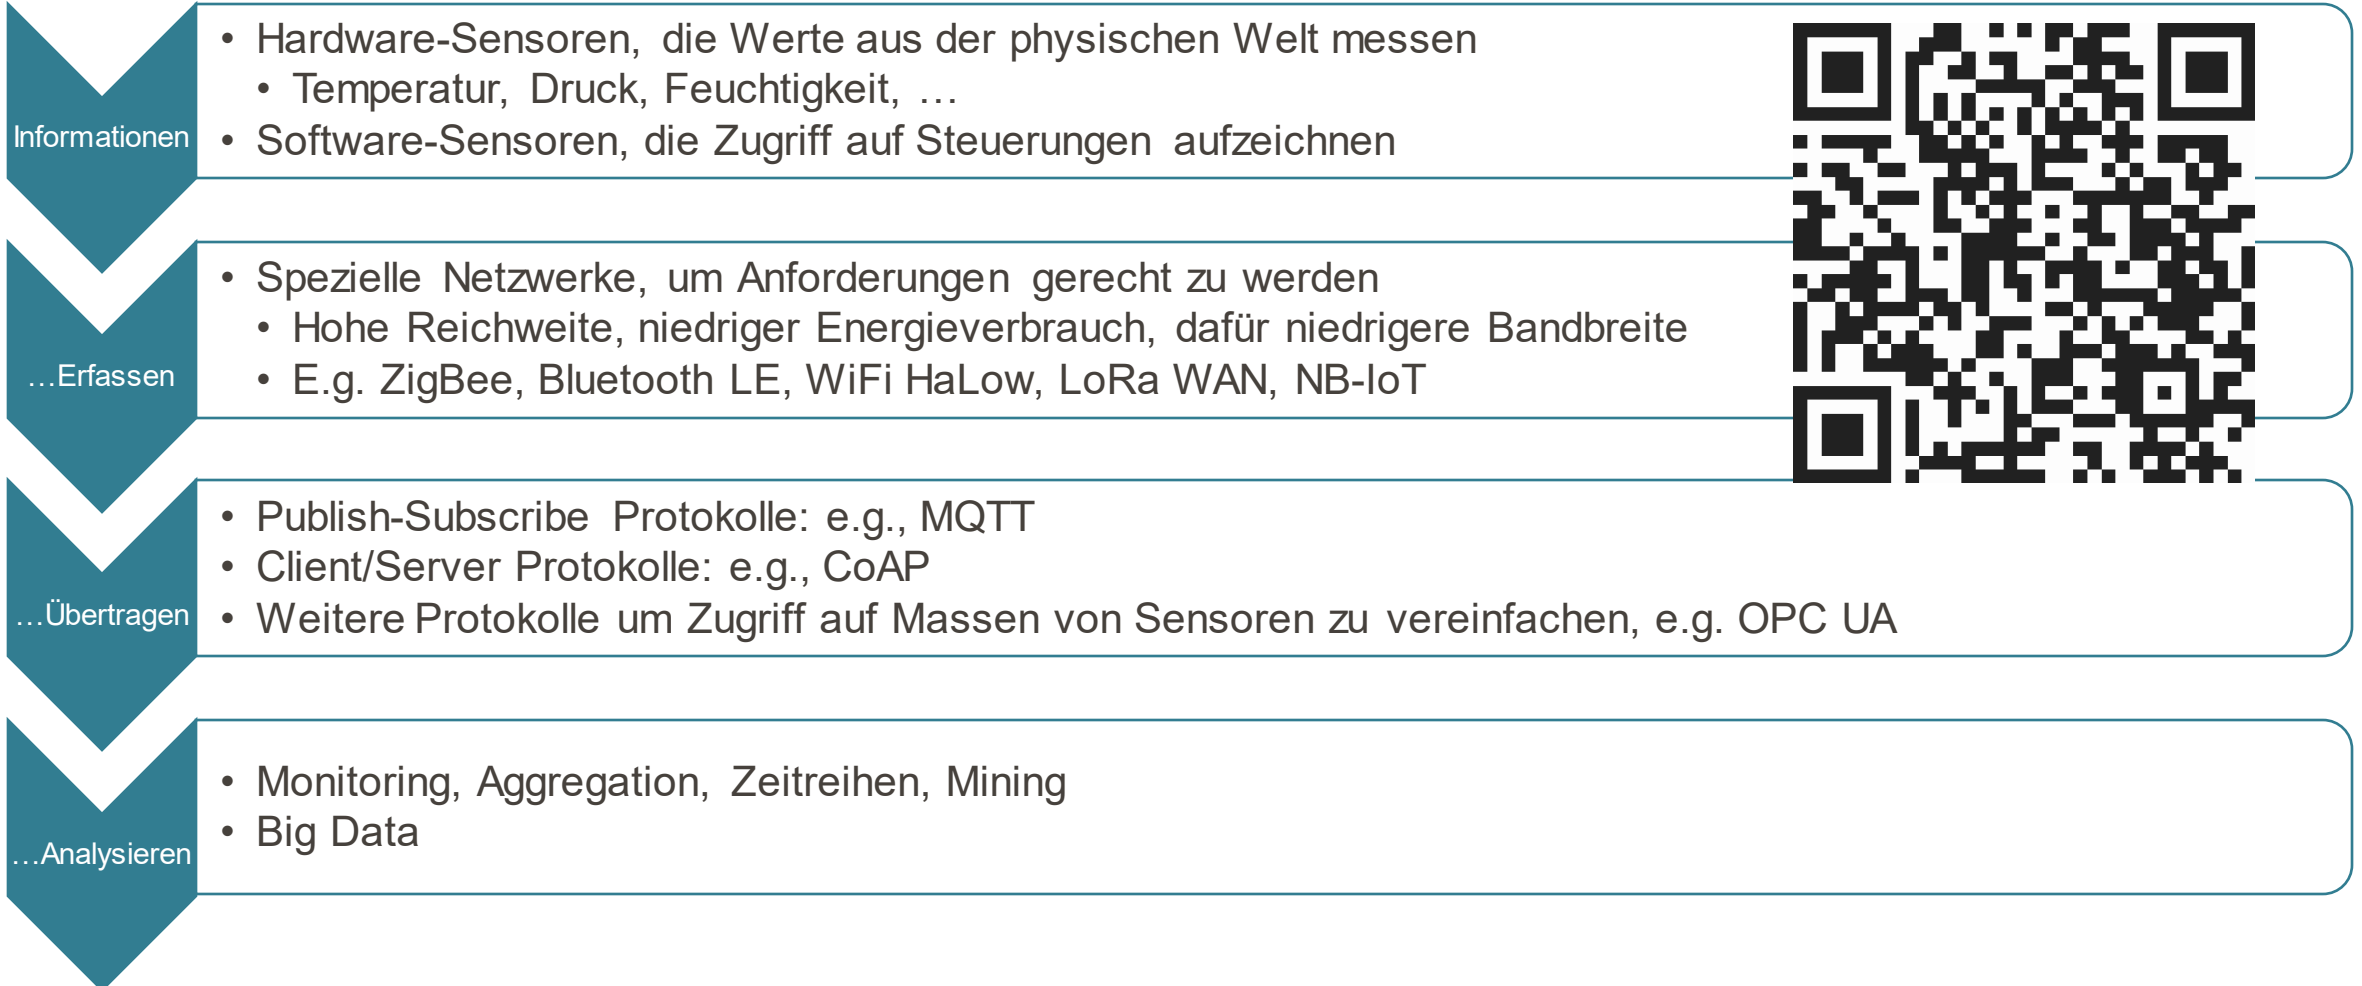 Informationen
• Hardware-Sensoren, die Werte aus der physischen Welt messen
• Temperatur, Druck, Feuchtigkeit, …
• Software-Sensoren, die Zugriff auf Steuerungen aufzeichnen
…Erfassen
• Spezielle Netzwerke, um Anforderungen gerecht zu werden
• Hohe Reichweite, niedriger Energieverbrauch, dafür niedrigere Bandbreite
• E.g. ZigBee, Bluetooth LE, WiFi HaLow, LoRa WAN, NB-IoT
…Übertragen
• Publish-Subscribe Protokolle: e.g., MQTT
• Client/Server Protokolle: e.g., CoAP
• Weitere Protokolle um Zugriff auf Massen von Sensoren zu vereinfachen, e.g. OPC UA
…Analysieren
• Monitoring, Aggregation, Zeitreihen, Mining
• Big Data